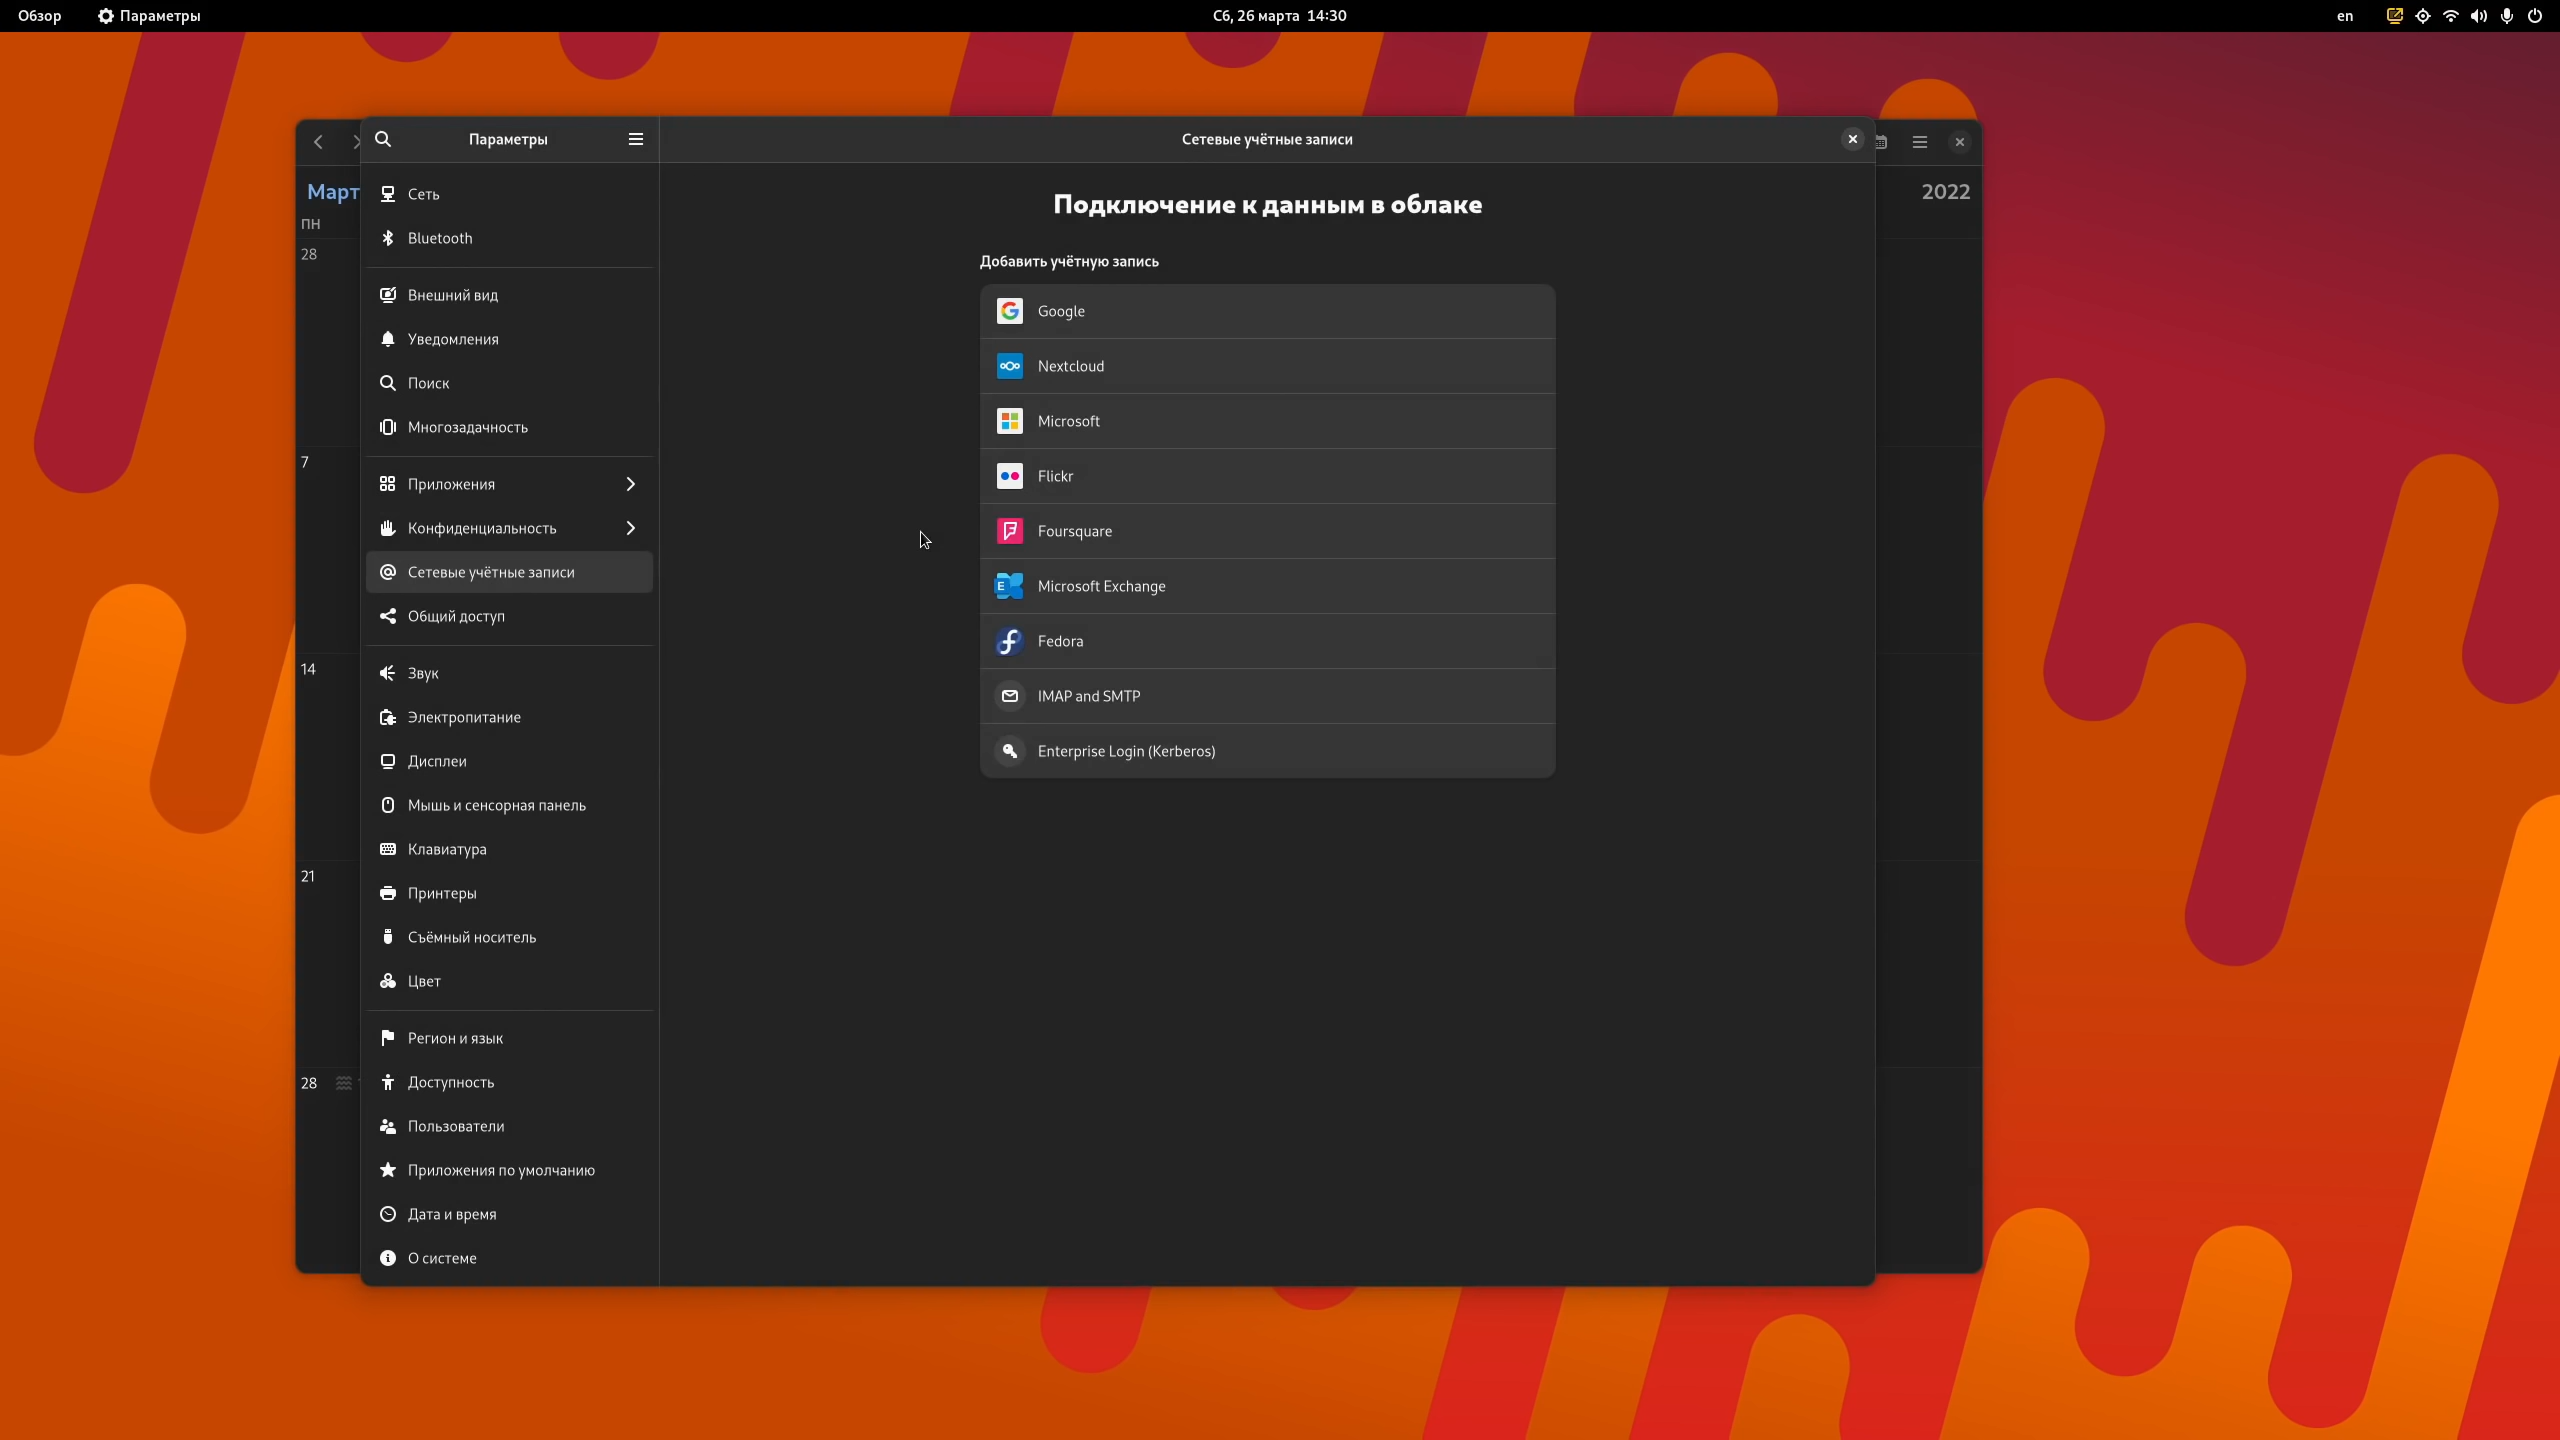 Обзор
Параметры
Сб, 26 марта 14:30
en
Март
2022
ПН
28
7
14
21
28
Параметры
Сетевые учётные записи
Сеть
Bluetooth
Внешний вид
Уведомления
Поиск
Многозадачность
Приложения
Конфиденциальность
Сетевые учётные записи
Общий доступ
Звук
Электропитание
Дисплеи
Мышь и сенсорная панель
Клавиатура
Принтеры
Съёмный носитель
Цвет
Регион и язык
Доступность
Пользователи
Приложения по умолчанию
Дата и время
О системе
Подключение к данным в облаке
Добавить учётную запись
Google
Nextcloud
Microsoft
Flickr
Foursquare
Microsoft Exchange
Fedora
IMAP and SMTP
Enterprise Login (Kerberos)